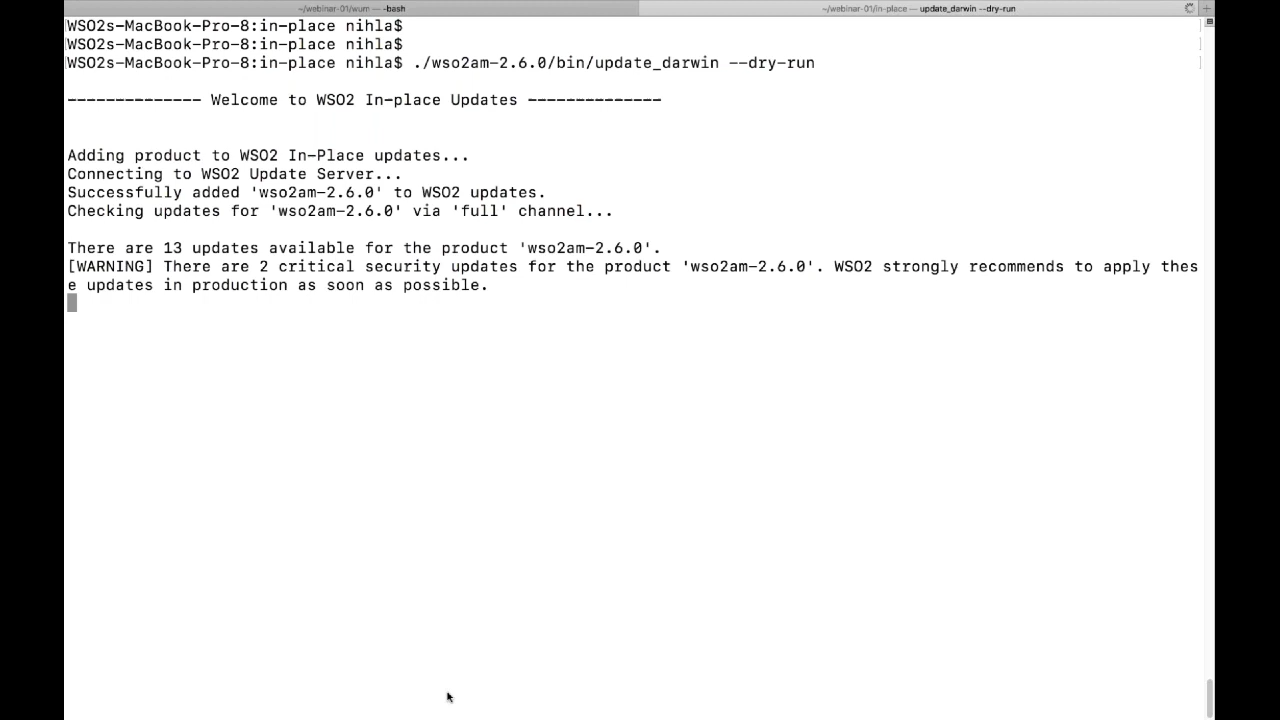 ~/webinar-01/wum — -bash
~/webinar-01/in-place — update_darwin --dry-run
WSO2s-MacBook-Pro-8:in-place nihla$
WSO2s-MacBook-Pro-8:in-place nihla$
WSO2s-MacBook-Pro-8:in-place nihla$ ./wso2am-2.6.0/bin/update_darwin --dry-run
-------------- Welcome to WSO2 In-place Updates --------------
Adding product to WSO2 In-Place updates...
Connecting to WSO2 Update Server...
Successfully added 'wso2am-2.6.0' to WSO2 updates.
Checking updates for 'wso2am-2.6.0' via 'full' channel...
There are 13 updates available for the product 'wso2am-2.6.0'.
[WARNING] There are 2 critical security updates for the product 'wso2am-2.6.0'. WSO2 strongly recommends to apply thes
e updates in production as soon as possible.